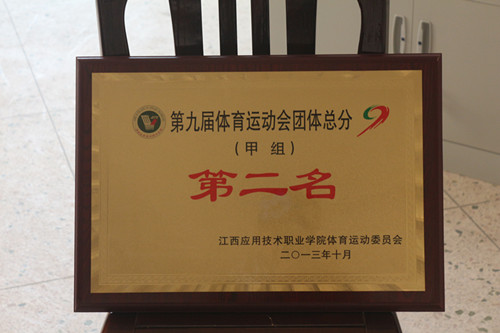 第九届体育运动会团体总分
（甲组）
第二名
江西应用技术职业学院体育运动委员会
二〇一三年十月